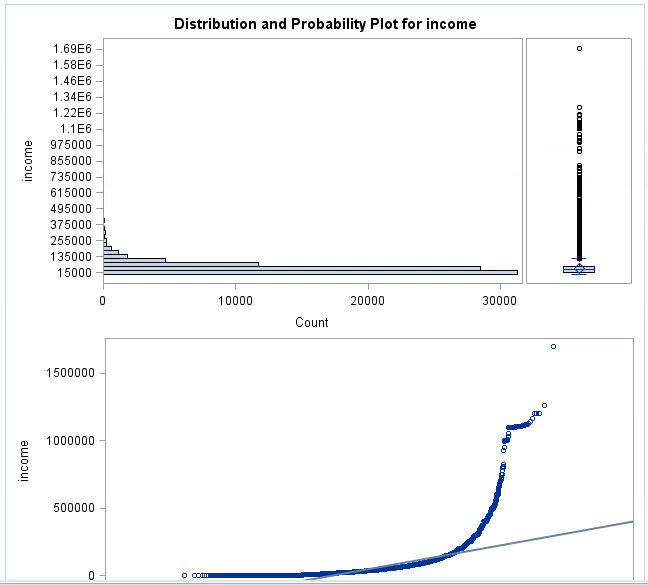 Distribution and Probability Plot for income
1.69E6
1.58E6
1.46E6
1.34E6
1.22E6
1.1E6
975000
855000
735000
615000
495000
375000
255000
135000
15000
income
0 10000 20000 30000
Count
1500000
1000000
500000
0
income